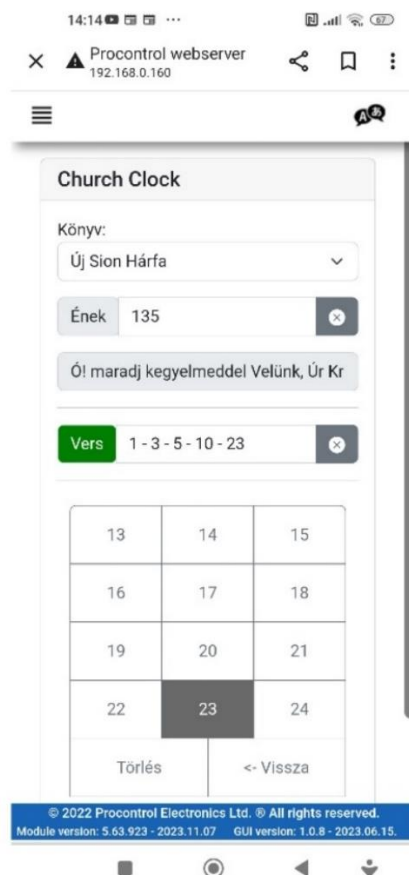 14:14 ...
67
Procontrol webserver
192.168.0.160
Church Clock
Könyv:
Új Sion Hárfa
Ének 135
Ó! maradj kegyelmeddel Velünk, Úr Kr
Vers 1 - 3 - 5 - 10 - 23
13 14 15
16 17 18
19 20 21
22 23 24
Törlés <- Vissza
© 2022 Procontrol Electronics Ltd. ® All rights reserved.
Module version: 5.63.923 - 2023.11.07 GUI version: 1.0.8 - 2023.06.15.